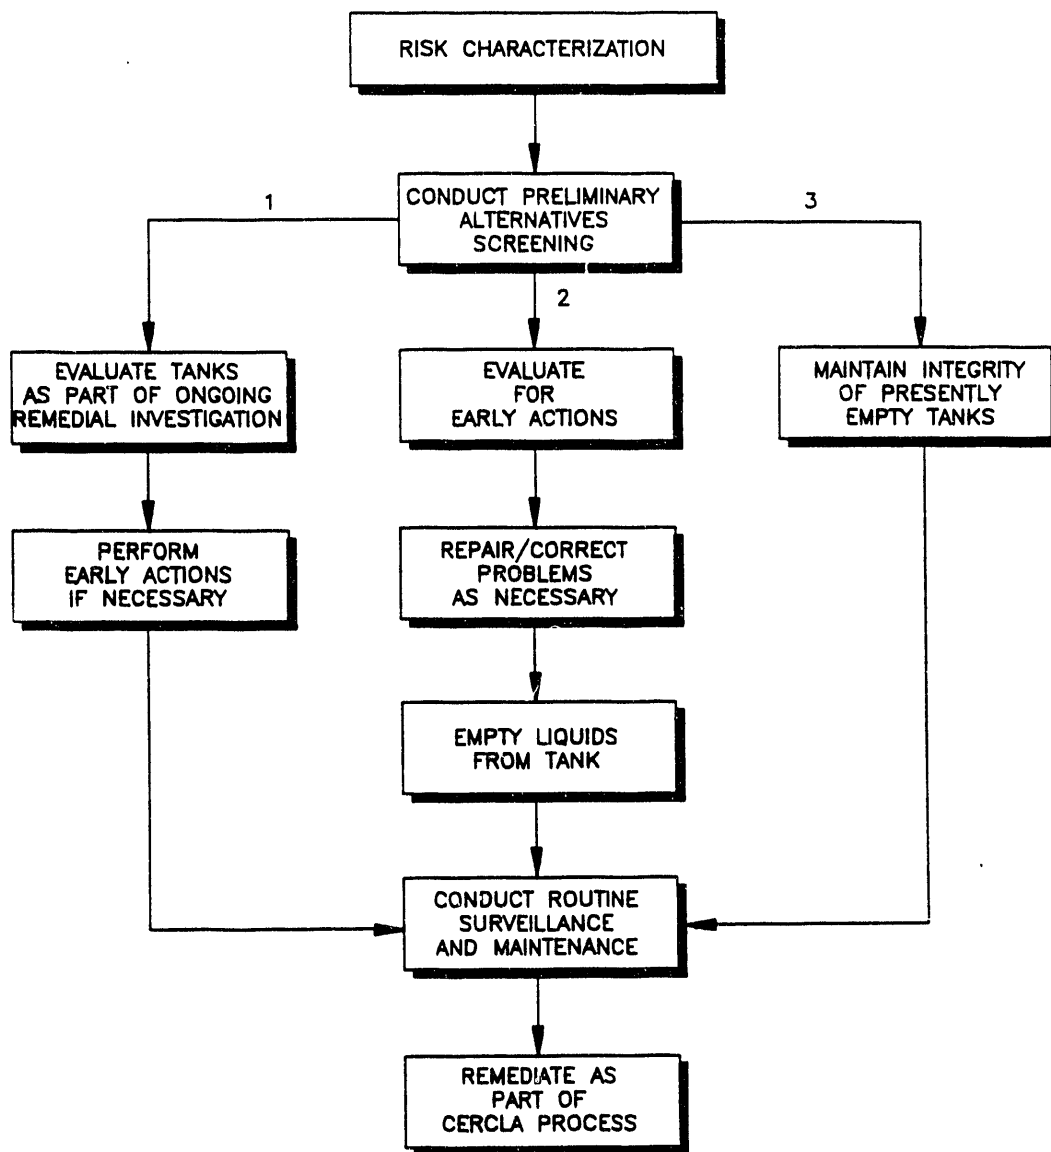 RISK CHARACTERIZATION
CONDUCT PRELIMINARY
ALTERNATIVES
SCREENING
1
3
2
EVALUATE TANKS
AS PART OF ONGOING
REMEDIAL INVESTIGATION
EVALUATE
FOR
EARLY ACTIONS
MAINTAIN INTEGRITY
OF PRESENTLY
EMPTY TANKS
PERFORM
EARLY ACTIONS
IF NECESSARY
REPAIR/CORRECT
PROBLEMS
AS NECESSARY
EMPTY LIQUIDS
FROM TANK
CONDUCT ROUTINE
SURVEILLANCE
AND MAINTENANCE
REMEDIATE AS
PART OF
CERCLA PROCESS